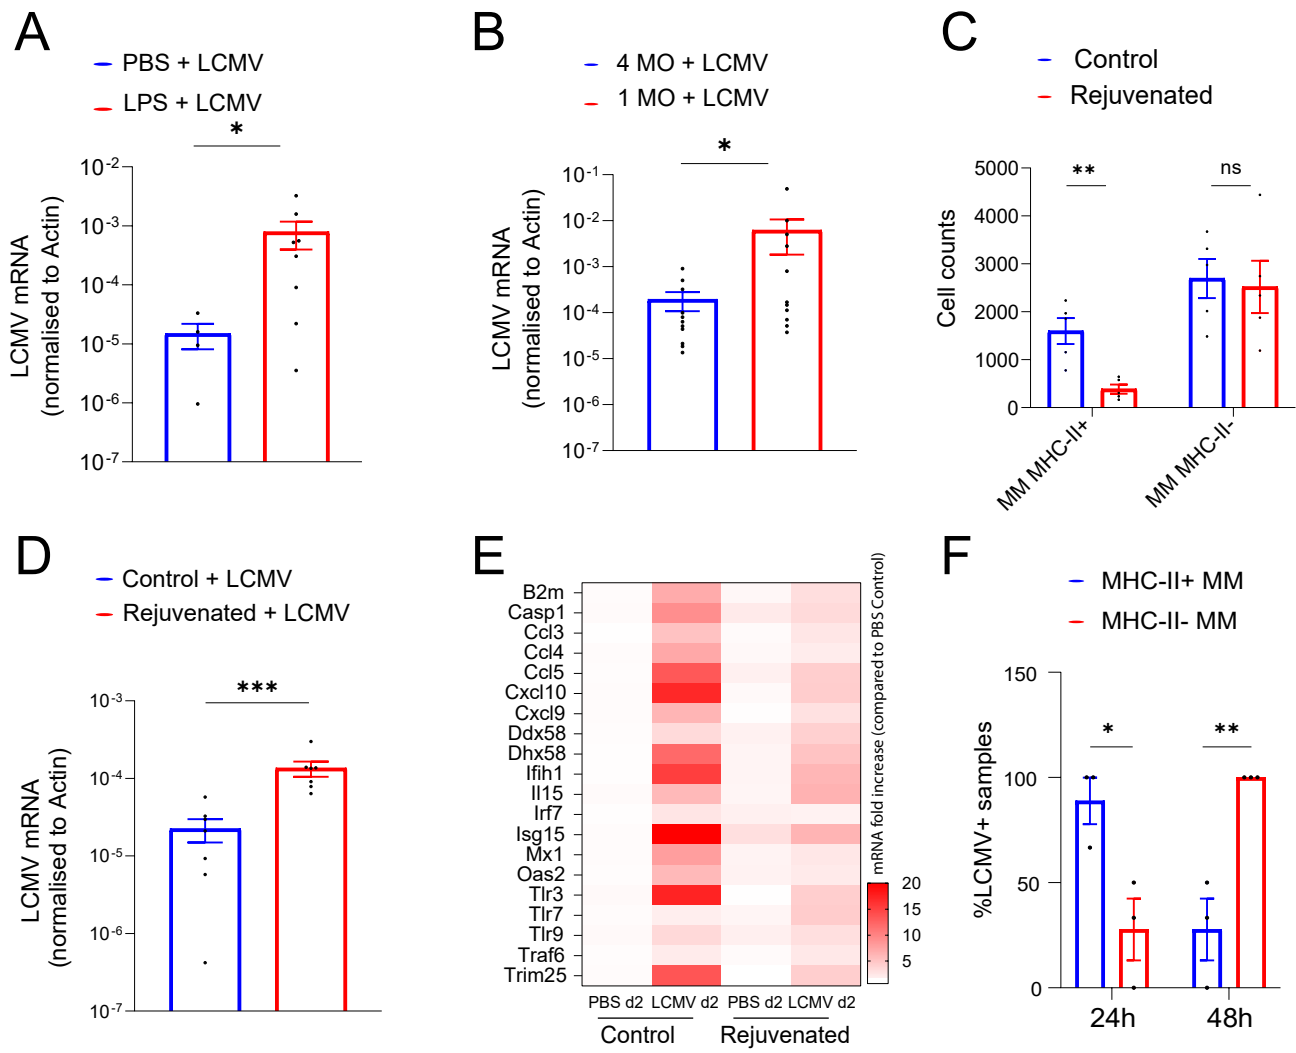 A
PBS + LCMV
LPS + LCMV
*
LCMV mRNA
(normalised to Actin)
10-2
10-3
10-4
10-5
10-6
10-7
B
4 MO + LCMV
1 MO + LCMV
*
LCMV mRNA
(normalised to Actin)
10-1
10-2
10-3
10-4
10-5
10-6
10-7
C
Control
Rejuvenated
Cell counts
5000
4000
3000
2000
1000
0
**
ns
MM MHC-II+
MM MHC-II-
D
Control + LCMV
Rejuvenated + LCMV
***
LCMV mRNA
(normalised to Actin)
10-3
10-4
10-5
10-6
10-7
E
B2m
Casp1
Ccl3
Ccl4
Ccl5
Cxcl10
Cxcl9
Ddx58
Dhx58
Ifih1
Il15
Irf7
Isg15
Mx1
Oas2
Tlr3
Tlr7
Tlr9
Traf6
Trim25
PBS d2 LCMV d2 PBS d2 LCMV d2
Control Rejuvenated
mRNA fold increase (compared to PBS Control)
20
15
10
5
F
MHC-II+ MM
MHC-II- MM
%LCMV+ samples
150
100
50
0
*
**
24h
48h